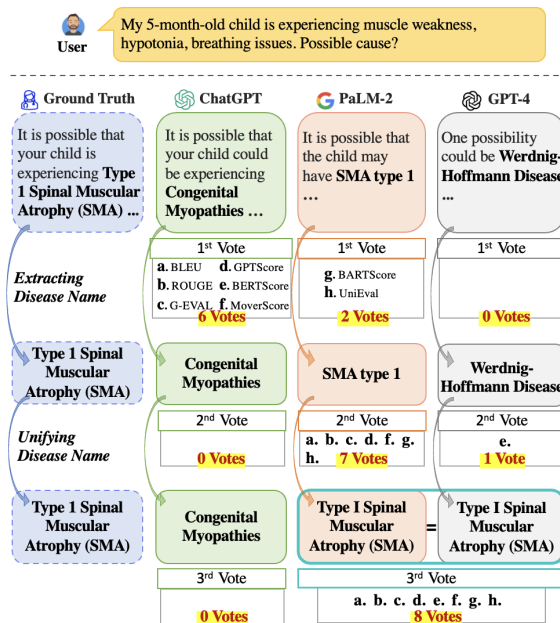 My 5-month-old child is experiencing muscle weakness,
hypotonia, breathing issues. Possible cause?
User
Ground Truth
ChatGPT
PaLM-2
GPT-4
It is possible that
your child is
experiencing Type
1 Spinal Muscular
Atrophy (SMA) ...
It is possible that
your child could
be experiencing
Congenital
Myopathies ...
It is possible that
the child may
have SMA type 1
...
One possibility
could be Werdnig-
Hoffmann Disease
...
Extracting
Disease Name
1st Vote
a. BLEU d. GPTScore
b. ROUGE e. BERTScore
c. G-EVAL f. MoverScore
6 Votes
1st Vote
g. BARTScore
h. UniEval
2 Votes
1st Vote
0 Votes
Type 1 Spinal
Muscular
Atrophy (SMA)
Congenital
Myopathies
SMA type 1
Werdnig-
Hoffmann Disease
Unifying
Disease Name
2nd Vote
0 Votes
2nd Vote
a. b. c. d. f. g.
h. 7 Votes
2nd Vote
e.
1 Vote
Type 1 Spinal
Muscular
Atrophy (SMA)
Congenital
Myopathies
Type I Spinal
Muscular
Atrophy (SMA)
=
Type I Spinal
Muscular
Atrophy (SMA)
3rd Vote
0 Votes
3rd Vote
a. b. c. d. e. f. g. h.
8 Votes